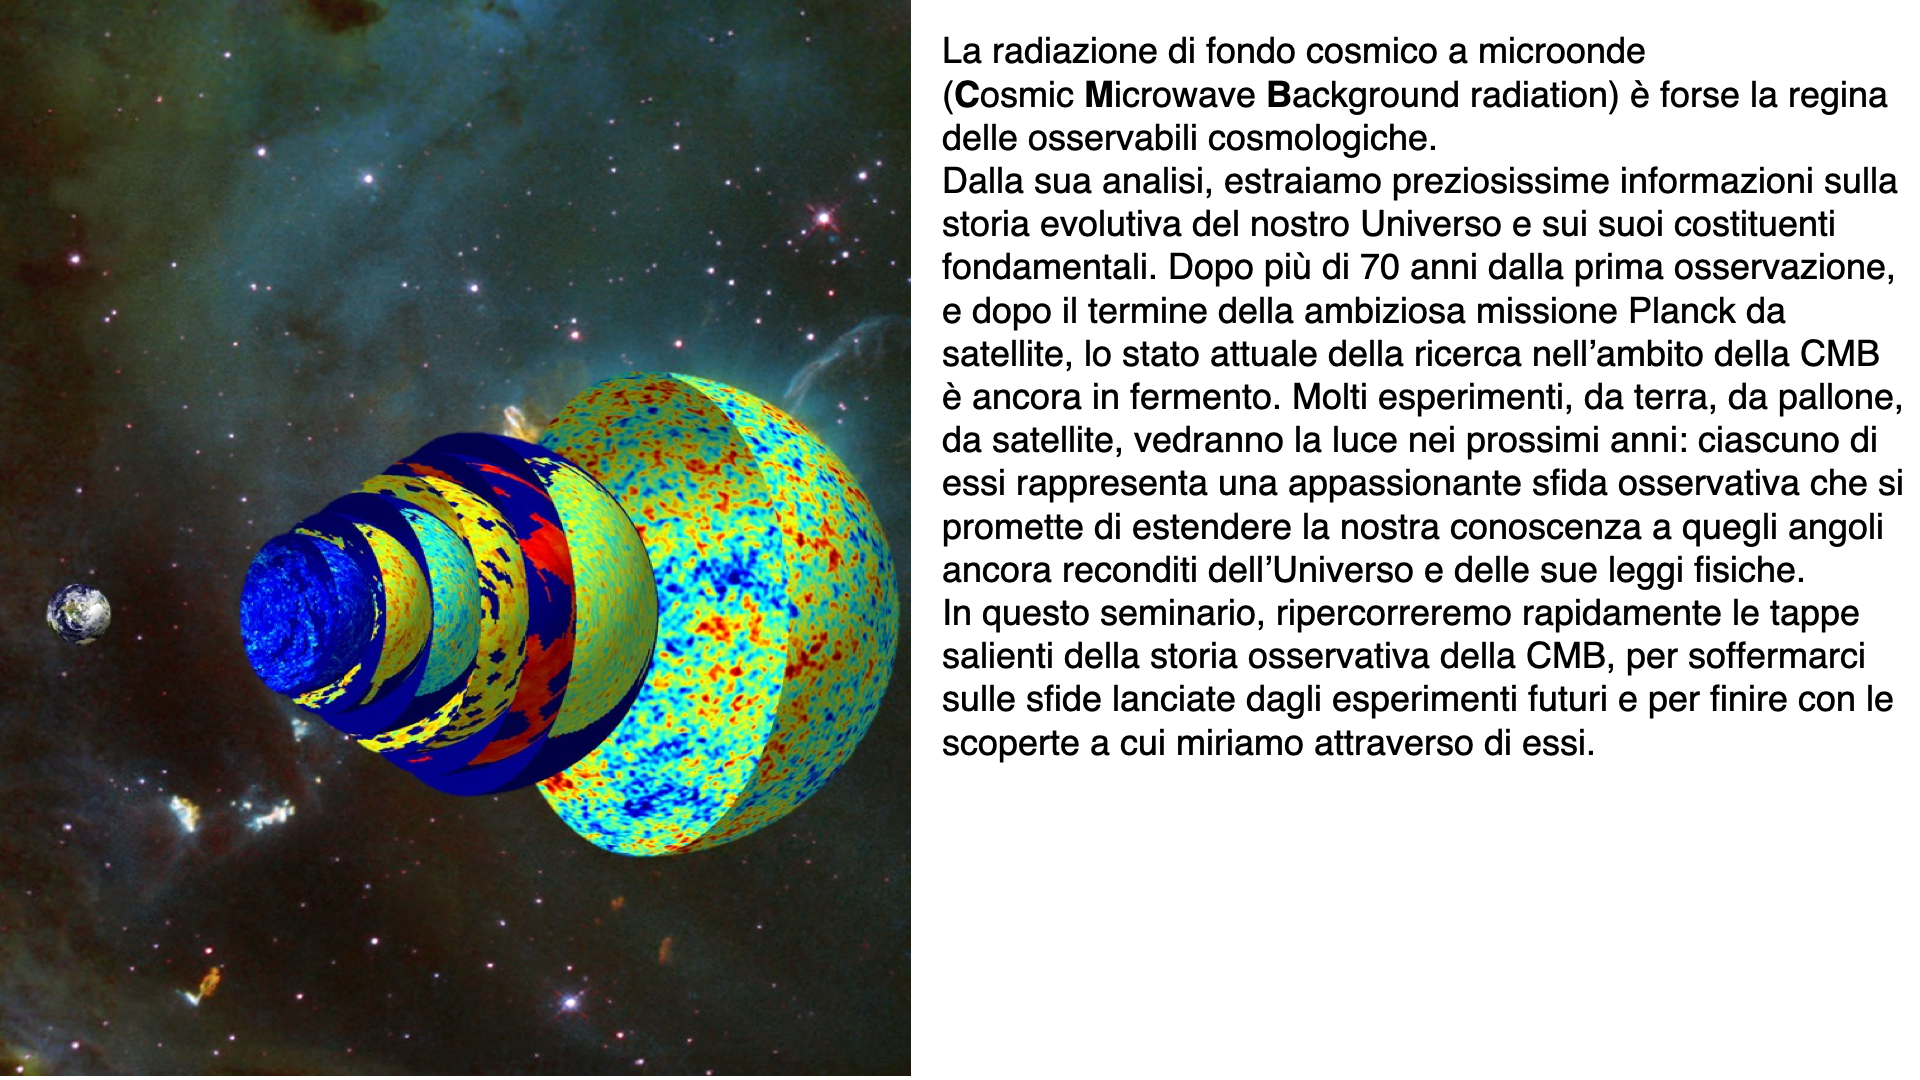 La radiazione di fondo cosmico a microonde
(Cosmic Microwave Background radiation) è forse la regina
delle osservabili cosmologiche.
Dalla sua analisi, estraiamo preziosissime informazioni sulla
storia evolutiva del nostro Universo e sui suoi costituenti
fondamentali. Dopo più di 70 anni dalla prima osservazione,
e dopo il termine della ambiziosa missione Planck da
satellite, lo stato attuale della ricerca nell’ambito della CMB
è ancora in fermento. Molti esperimenti, da terra, da pallone,
da satellite, vedranno la luce nei prossimi anni: ciascuno di
essi rappresenta una appassionante sfida osservativa che si
promette di estendere la nostra conoscenza a quegli angoli
ancora reconditi dell’Universo e delle sue leggi fisiche.
In questo seminario, ripercorreremo rapidamente le tappe
salienti della storia osservativa della CMB, per soffermarci
sulle sfide lanciate dagli esperimenti futuri e per finire con le
scoperte a cui miriamo attraverso di essi.